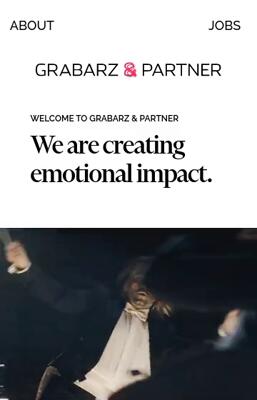 ABOUT JOBS
GRABARZ & PARTNER
WELCOME TO GRABARZ & PARTNER
We are creating
emotional impact.